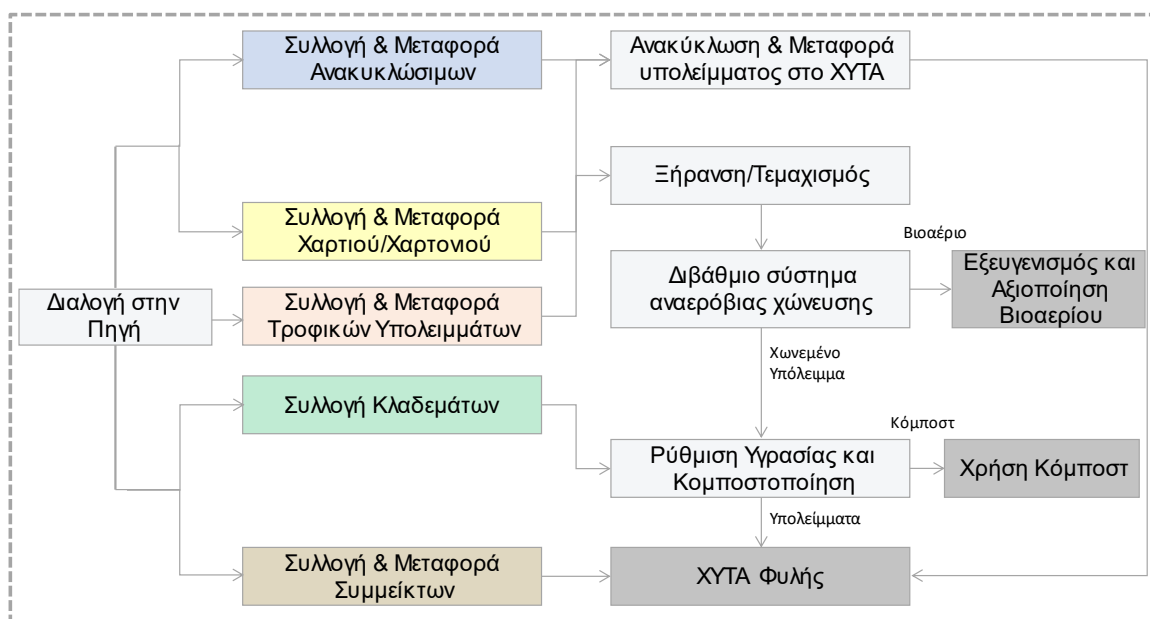 Συλλογή & Μεταφορά
Ανακυκλώσιμων
Ανακύκλωση & Μεταφορά
υπολείμματος στο ΧΥΤΑ
Ξήρανση/Τεμαχισμός
Συλλογή & Μεταφορά
Χαρτιού/Χαρτονιού
Βιοαέριο
Διβάθμιο σύστημα
αναερόβιας χώνευσης
Εξευγενισμός και
Αξιοποίηση
Βιοαερίου
Διαλογή στην
Πηγή
Συλλογή & Μεταφορά
Τροφικών Υπολειμμάτων
Χωνεμένο
Υπόλειμμα
Συλλογή Κλαδεμάτων
Κόμποστ
Ρύθμιση Υγρασίας και
Κομποστοποίηση
Χρήση Κόμποστ
Υπολείμματα
Συλλογή & Μεταφορά
Συμμείκτων
ΧΥΤΑ Φυλής